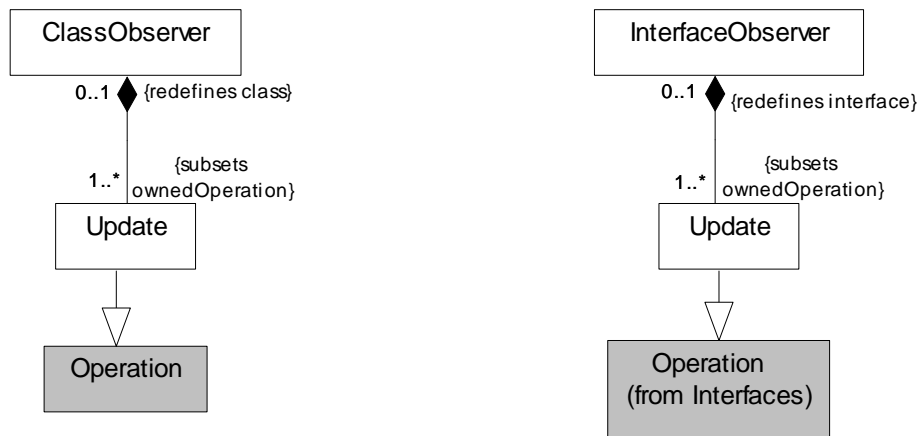 ClassObserver
0..1
{redefines class}
1..*
{subsets
ownedOperation}
Update
Operation
InterfaceObserver
0..1
{redefines interface}
1..*
{subsets
ownedOperation}
Update
Operation
(from Interfaces)